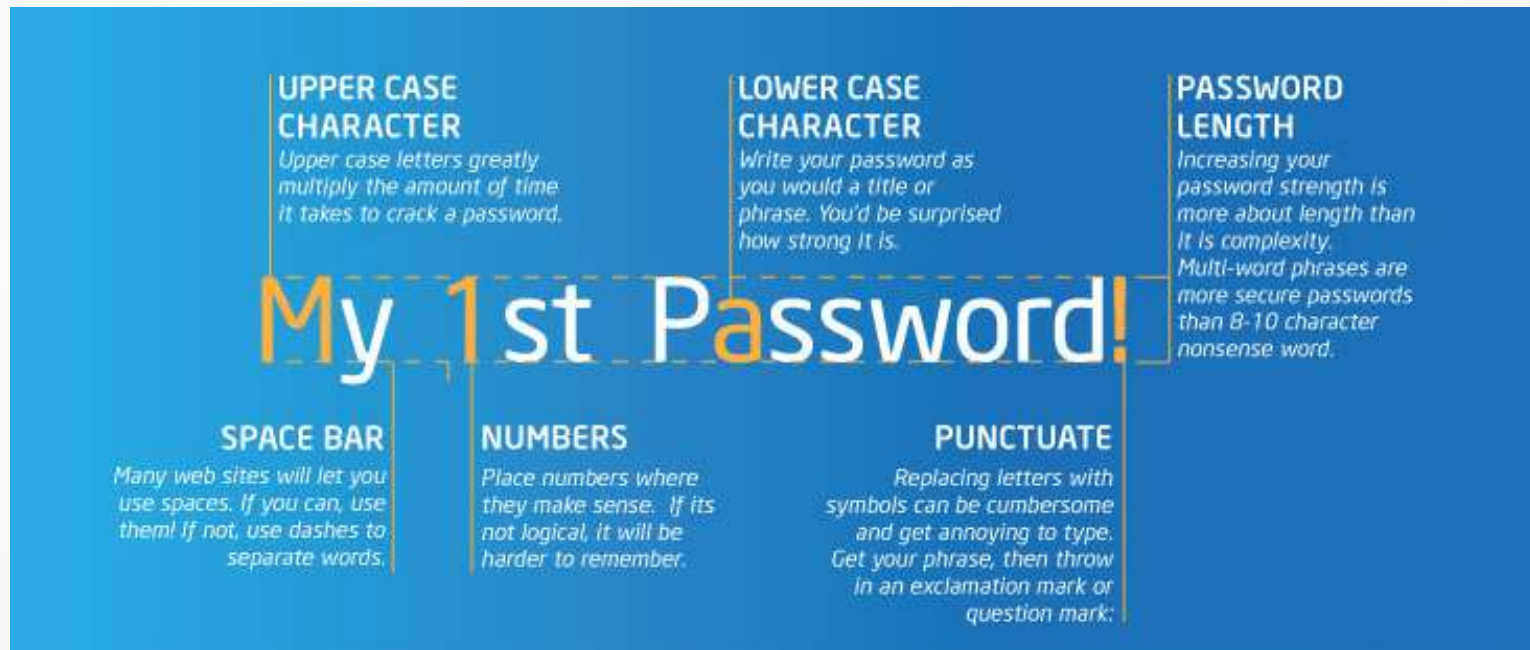 UPPER CASE
CHARACTER
Upper case letters greatly
multiply the amount of time
it takes to crack a password.
LOWER CASE
CHARACTER
Write your password as
you would a title or
phrase. You'd be surprised
how strong it is.
PASSWORD
LENGTH
Increasing your
password strength is
more about length than
it is complexity.
Multi-word phrases are
more secure passwords
than 8-10 character
nonsense word.
My 1st Password!
SPACE BAR
Many web sites will let you
use spaces. If you can, use
them! If not, use dashes to
separate words.
NUMBERS
Place numbers where
they make sense. If its
not logical, it will be
harder to remember.
PUNCTUATE
Replacing letters with
symbols can be cumbersome
and get annoying to type.
Get your phrase, then throw
in an exclamation mark or
question mark: